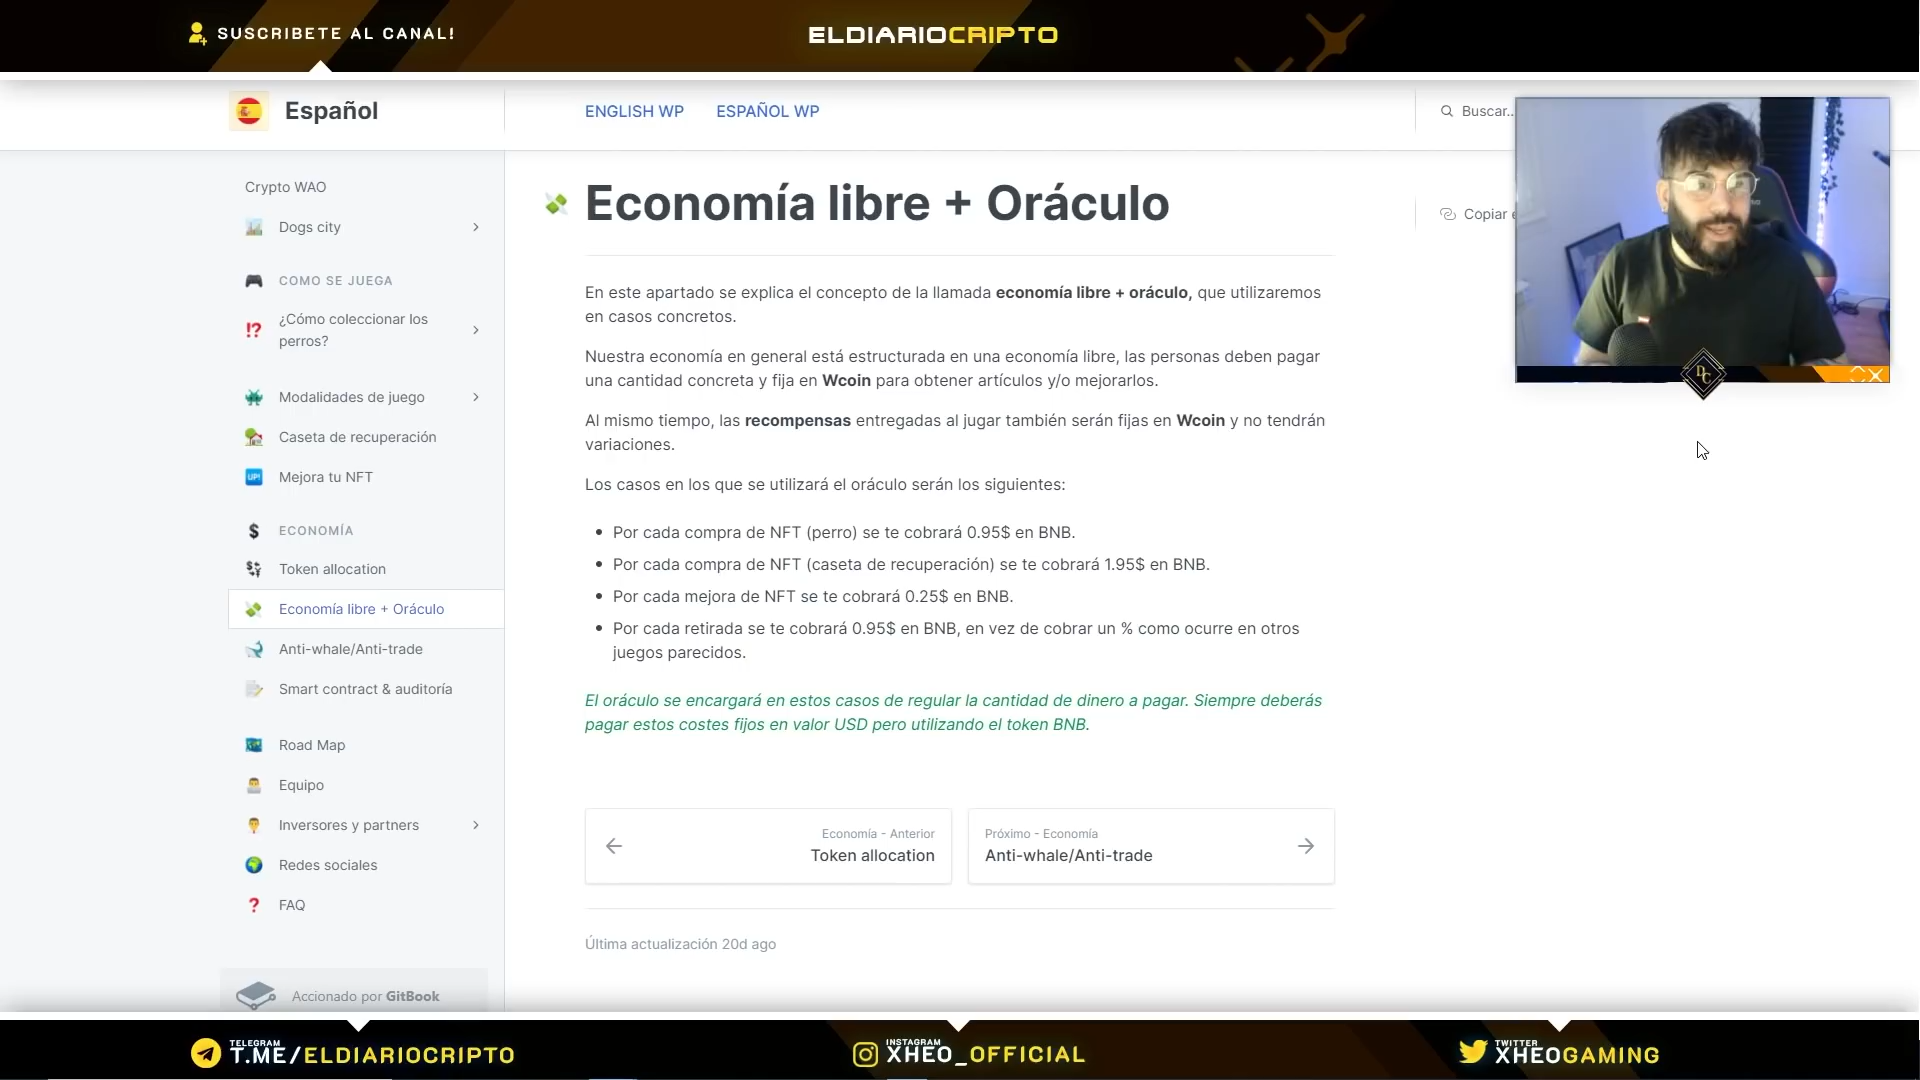 SUSCRIBETE AL CANAL!
ELDIARIOCRIPTO
Español
ENGLISH WP
ESPAÑOL WP
Buscar..
Crypto WAO
Dogs city
COMO SE JUEGA
¿Cómo coleccionar los
perros?
Modalidades de juego
Caseta de recuperación
UP!
Mejora tu NFT
ECONOMÍA
Token allocation
Economía libre + Oráculo
Anti-whale/Anti-trade
Smart contract & auditoría
Road Map
Equipo
Inversores y partners
Redes sociales
FAQ
Accionado por GitBook
Economía libre + Oráculo
Copiar e
En este apartado se explica el concepto de la llamada economía libre + oráculo, que utilizaremos
en casos concretos.
Nuestra economía en general está estructurada en una economía libre, las personas deben pagar
una cantidad concreta y fija en Wcoin para obtener artículos y/o mejorarlos.
Al mismo tiempo, las recompensas entregadas al jugar también serán fijas en Wcoin y no tendrán
variaciones.
Los casos en los que se utilizará el oráculo serán los siguientes:
• Por cada compra de NFT (perro) se te cobrará 0.95$ en BNB.
• Por cada compra de NFT (caseta de recuperación) se te cobrará 1.95$ en BNB.
• Por cada mejora de NFT se te cobrará 0.25$ en BNB.
• Por cada retirada se te cobrará 0.95$ en BNB, en vez de cobrar un % como ocurre en otros
juegos parecidos.
El oráculo se encargará en estos casos de regular la cantidad de dinero a pagar. Siempre deberás
pagar estos costes fijos en valor USD pero utilizando el token BNB.
Economía - Anterior
Token allocation
Próximo - Economía
Anti-whale/Anti-trade
Última actualización 20d ago
DC
TELEGRAM
T.ME/ELDIARIOCRIPTO
INSTAGRAM
XHEO_OFFICIAL
TWITTER
XHEOGAMING